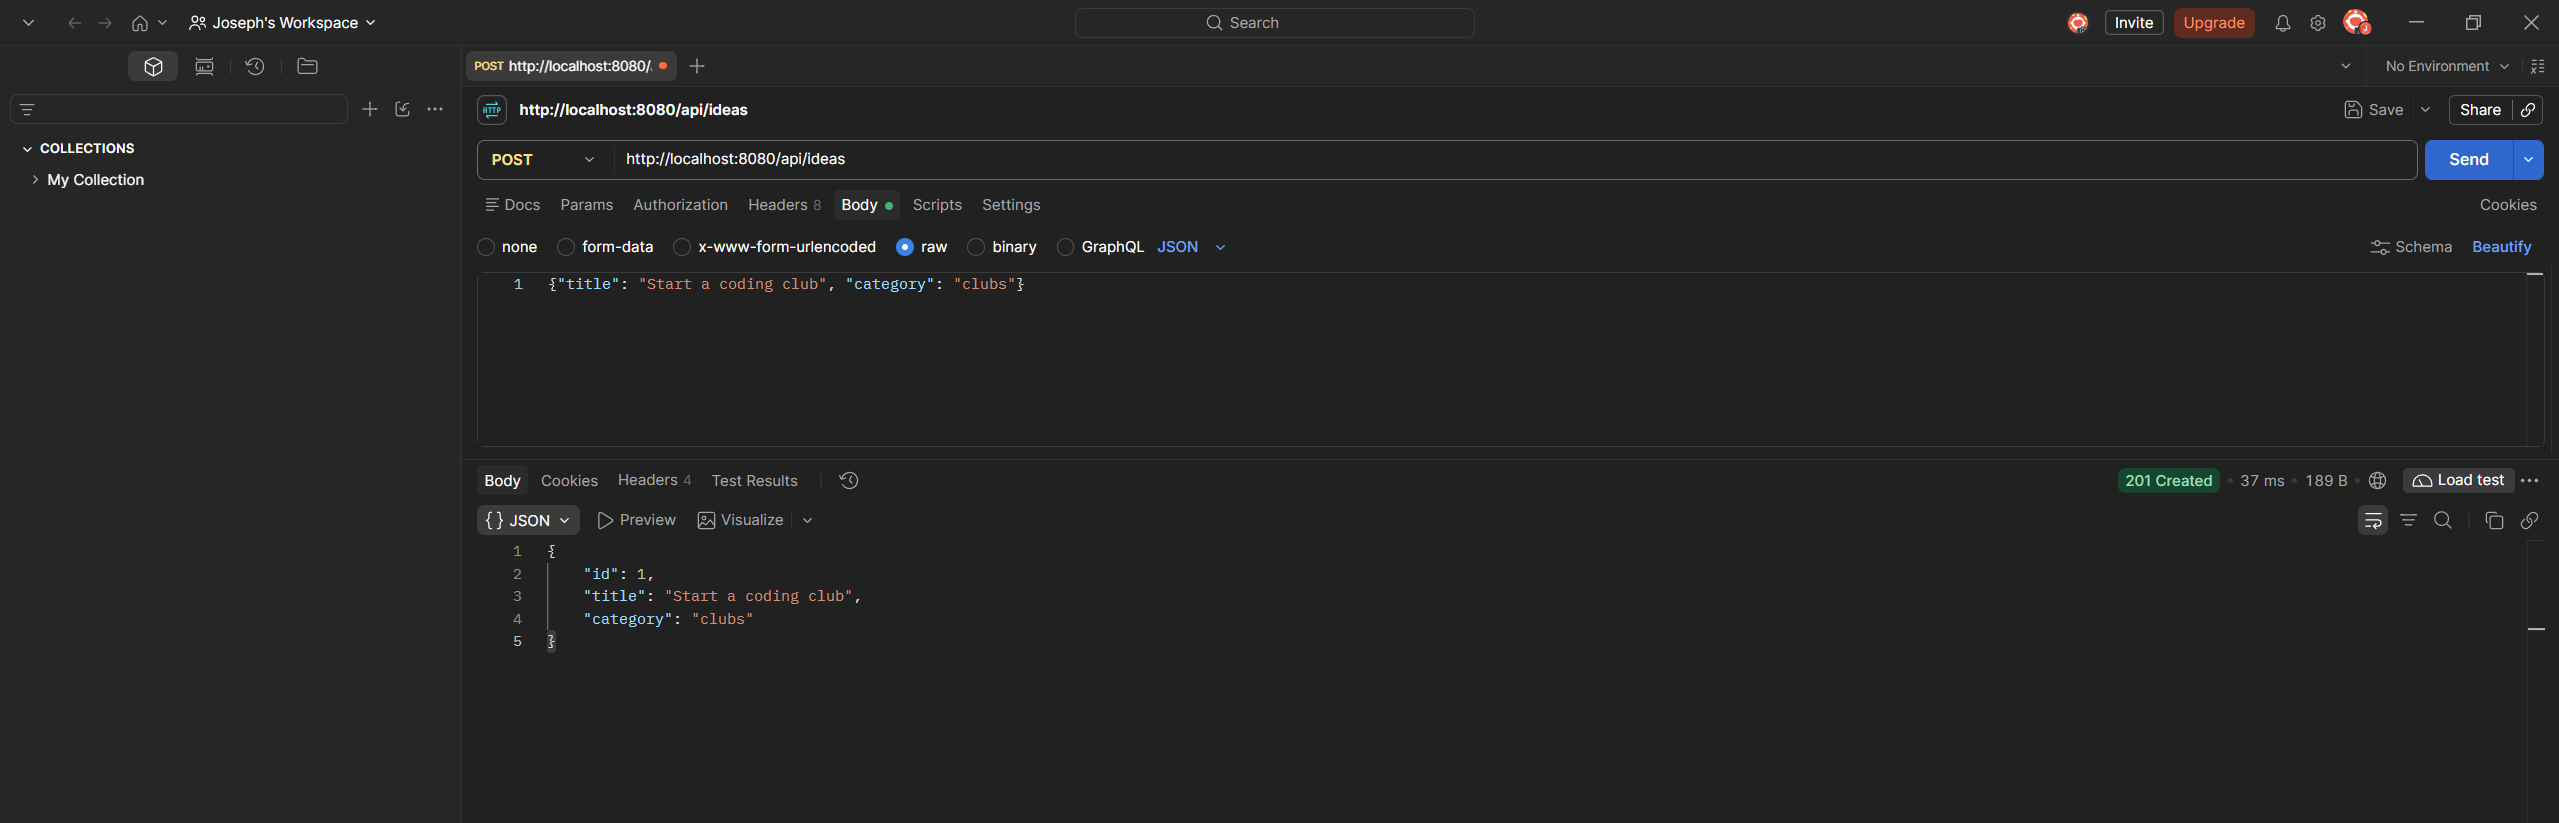 Joseph's Workspace
Search
Invite
Upgrade
POST http://localhost:8080/.
No Environment
HTTP http://localhost:8080/api/ideas
Save
Share
COLLECTIONS
My Collection
POST http://localhost:8080/api/ideas
Send
Docs Params Authorization Headers 8 Body Scripts Settings
Cookies
none form-data x-www-form-urlencoded raw binary GraphQL JSON
Schema Beautify
1 {"title": "Start a coding club", "category": "clubs"}
Body Cookies Headers 4 Test Results
201 Created • 37 ms • 189 B •
Load test
{ } JSON Preview Visualize
1 {
2 "id": 1,
3 "title": "Start a coding club",
4 "category": "clubs"
5 }